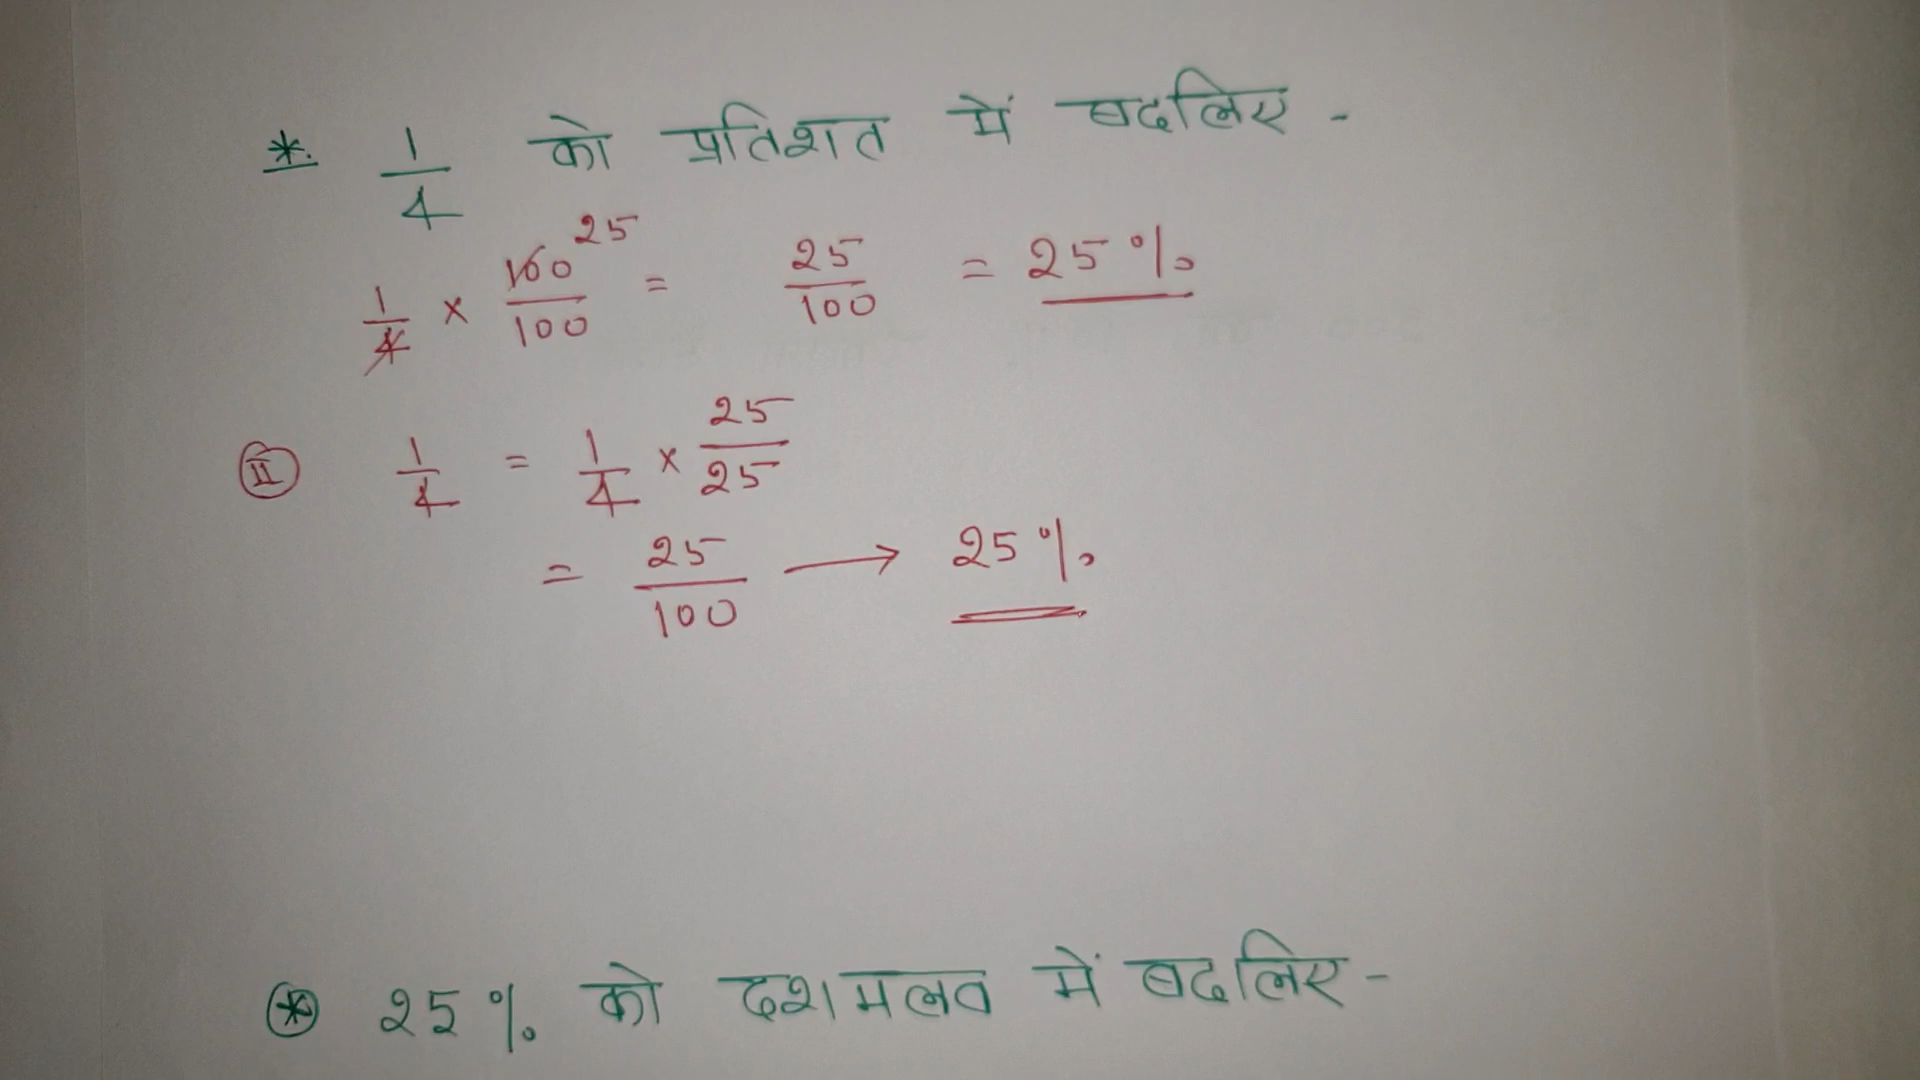 *. 1/4 को प्रतिशत में बदलिए -
1/4 × 100/100 25 = 25/100 = 25%
II 1/4 = 1/4 × 25/25
= 25/100 → 25%
* 25% को दशमलव में बदलिए -